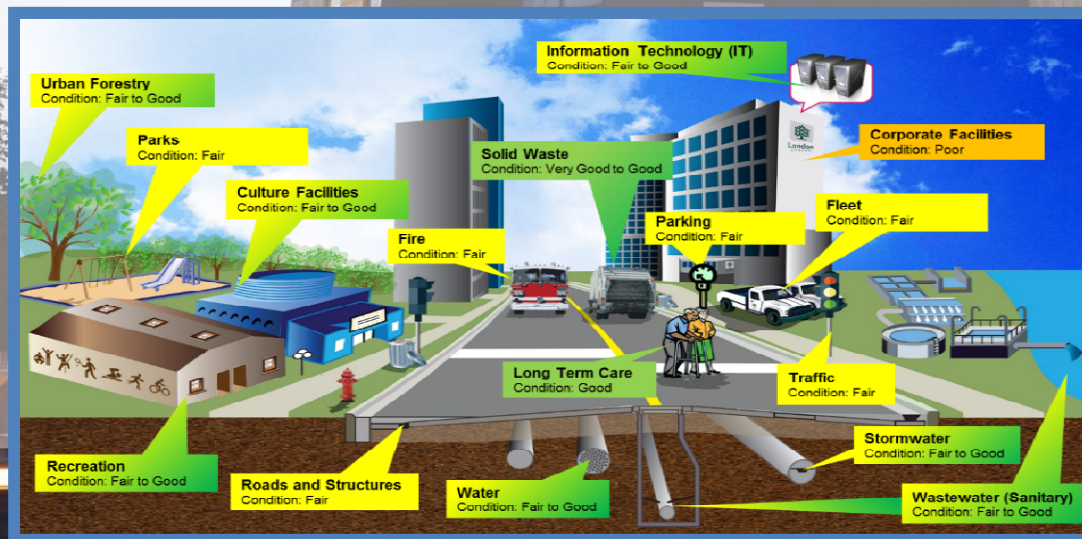 Information Technology (IT)
Condition: Fair to Good
Urban Forestry
Condition: Fair to Good
Parks
Condition: Fair
London
Corporate Facilities
Condition: Poor
Solid Waste
Condition: Very Good to Good
Culture Facilities
Condition: Fair to Good
Parking
Condition: Fair
Fleet
Condition: Fair
Fire
Condition: Fair
Long Term Care
Condition: Good
Traffic
Condition: Fair
Stormwater
Condition: Fair to Good
Recreation
Condition: Fair to Good
Roads and Structures
Condition: Fair
Water
Condition: Fair to Good
Wastewater (Sanitary)
Condition: Fair to Good